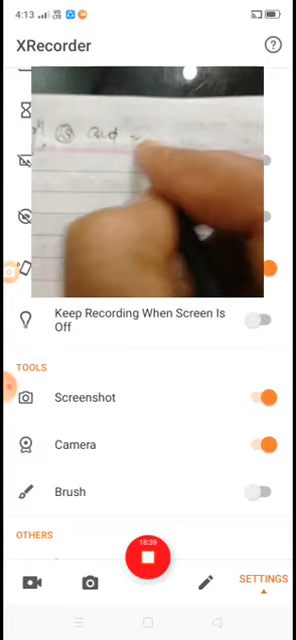 4:13
XRecorder
Keep Recording When Screen Is
Off
TOOLS
Screenshot
Camera
Brush
OTHERS
18:39
SETTINGS